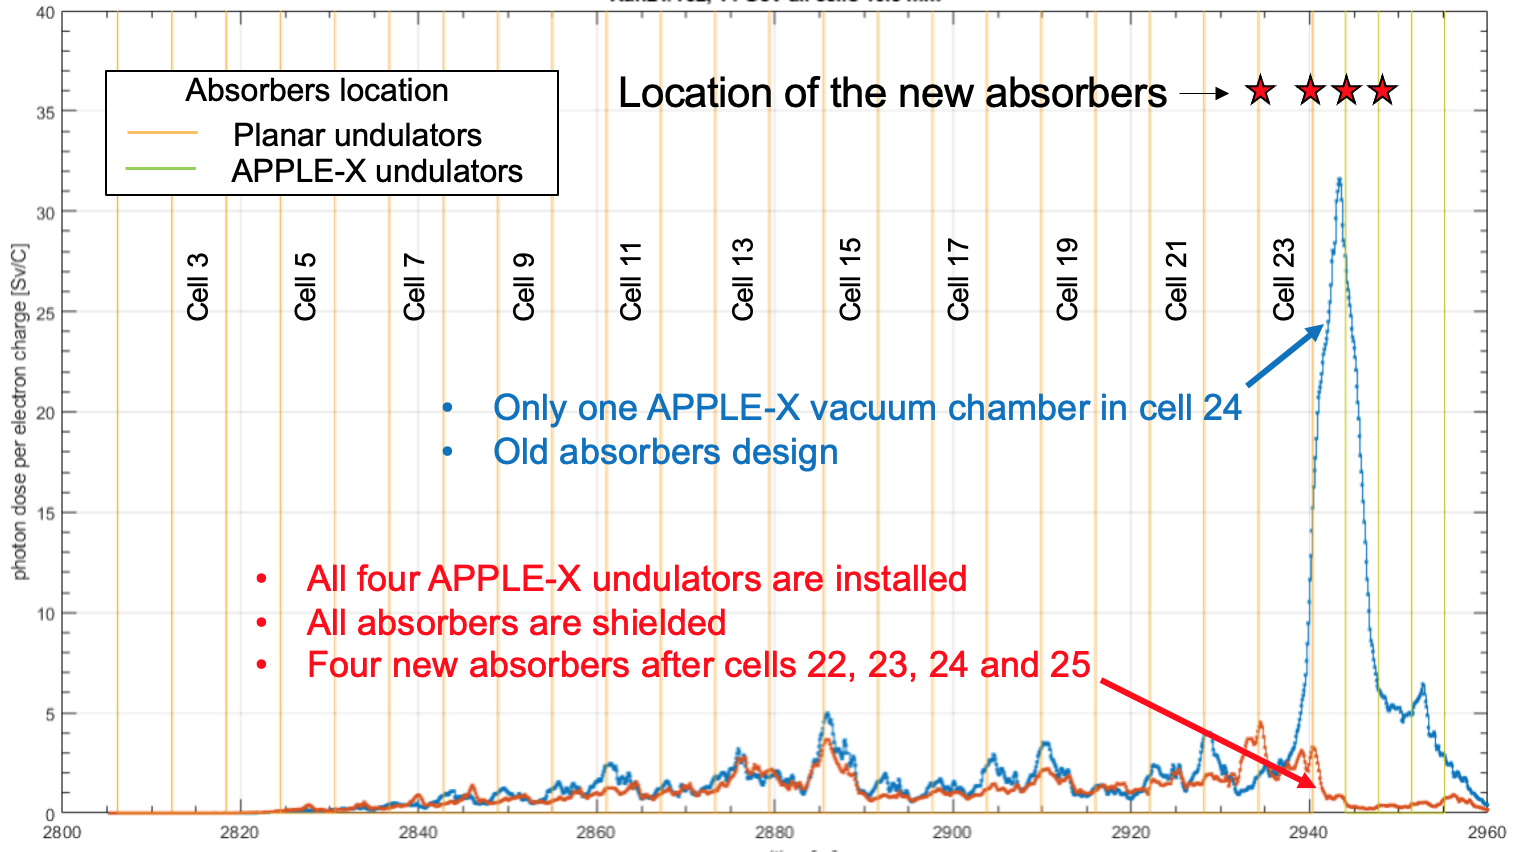 40
35
30
25
20
15
10
5
0
photon dose per electron charge [Sv/C]
Absorbers location
Planar undulators
APPLE-X undulators
Location of the new absorbers
Cell 3
Cell 5
Cell 7
Cell 9
Cell 11
Cell 13
Cell 15
Cell 17
Cell 19
Cell 21
Cell 23
• Only one APPLE-X vacuum chamber in cell 24
• Old absorbers design
• All four APPLE-X undulators are installed
• All absorbers are shielded
• Four new absorbers after cells 22, 23, 24 and 25
2800
2820
2840
2860
2880
2900
2920
2940
2960